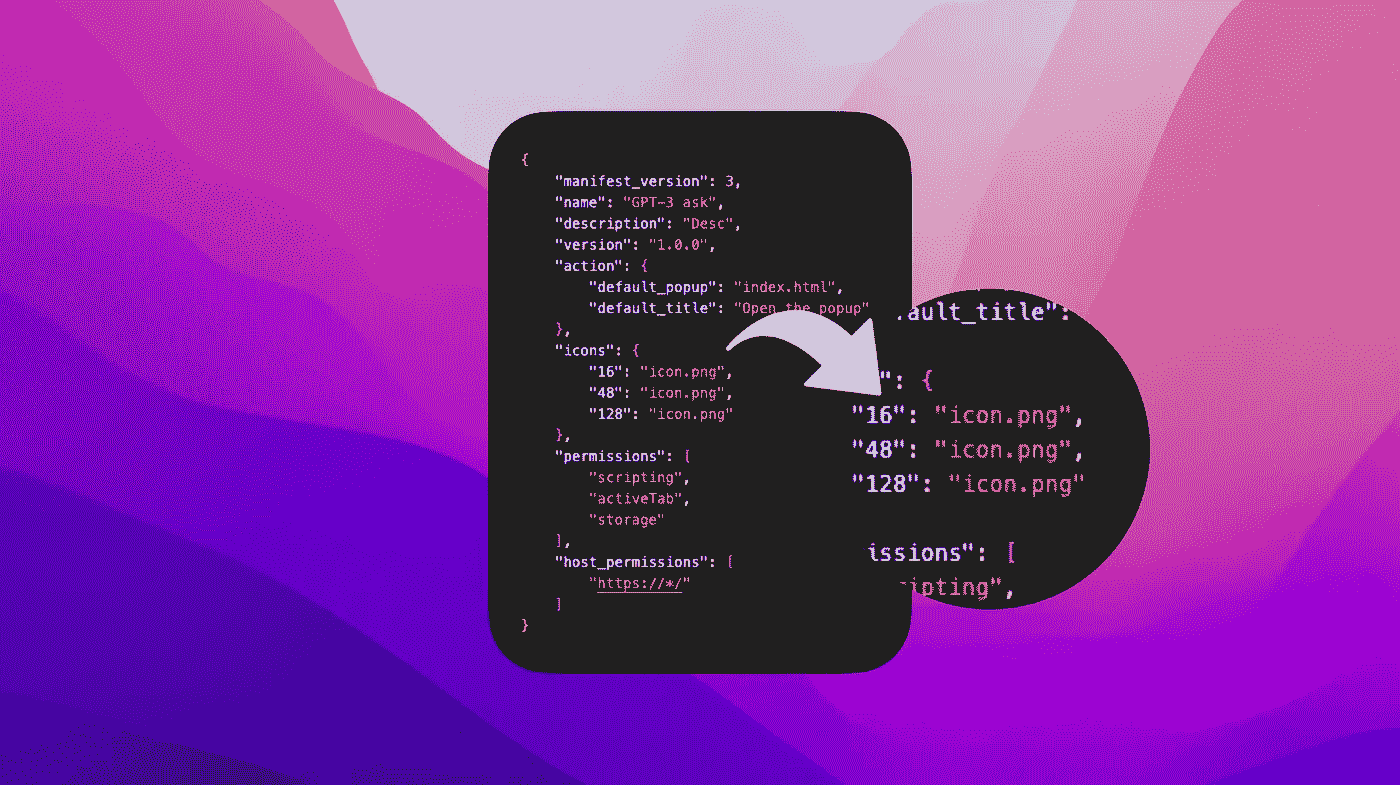 {
    "manifest_version": 3,
    "name": "GPT-3 ask",
    "description": "Desc",
    "version": "1.0.0",
    "action": {
        "default_popup": "index.html",
        "default_title": "Open the popup"
    },
    "icons": {
        "16": "icon.png",
        "48": "icon.png",
        "128": "icon.png"
    },
    "permissions": [
        "scripting",
        "activeTab",
        "storage"
    ],
    "host_permissions": [
        "https://*/"
    ]
}
ault_title":
": {
"16": "icon.png",
"48": "icon.png",
"128": "icon.png"
issions": [
ipting",